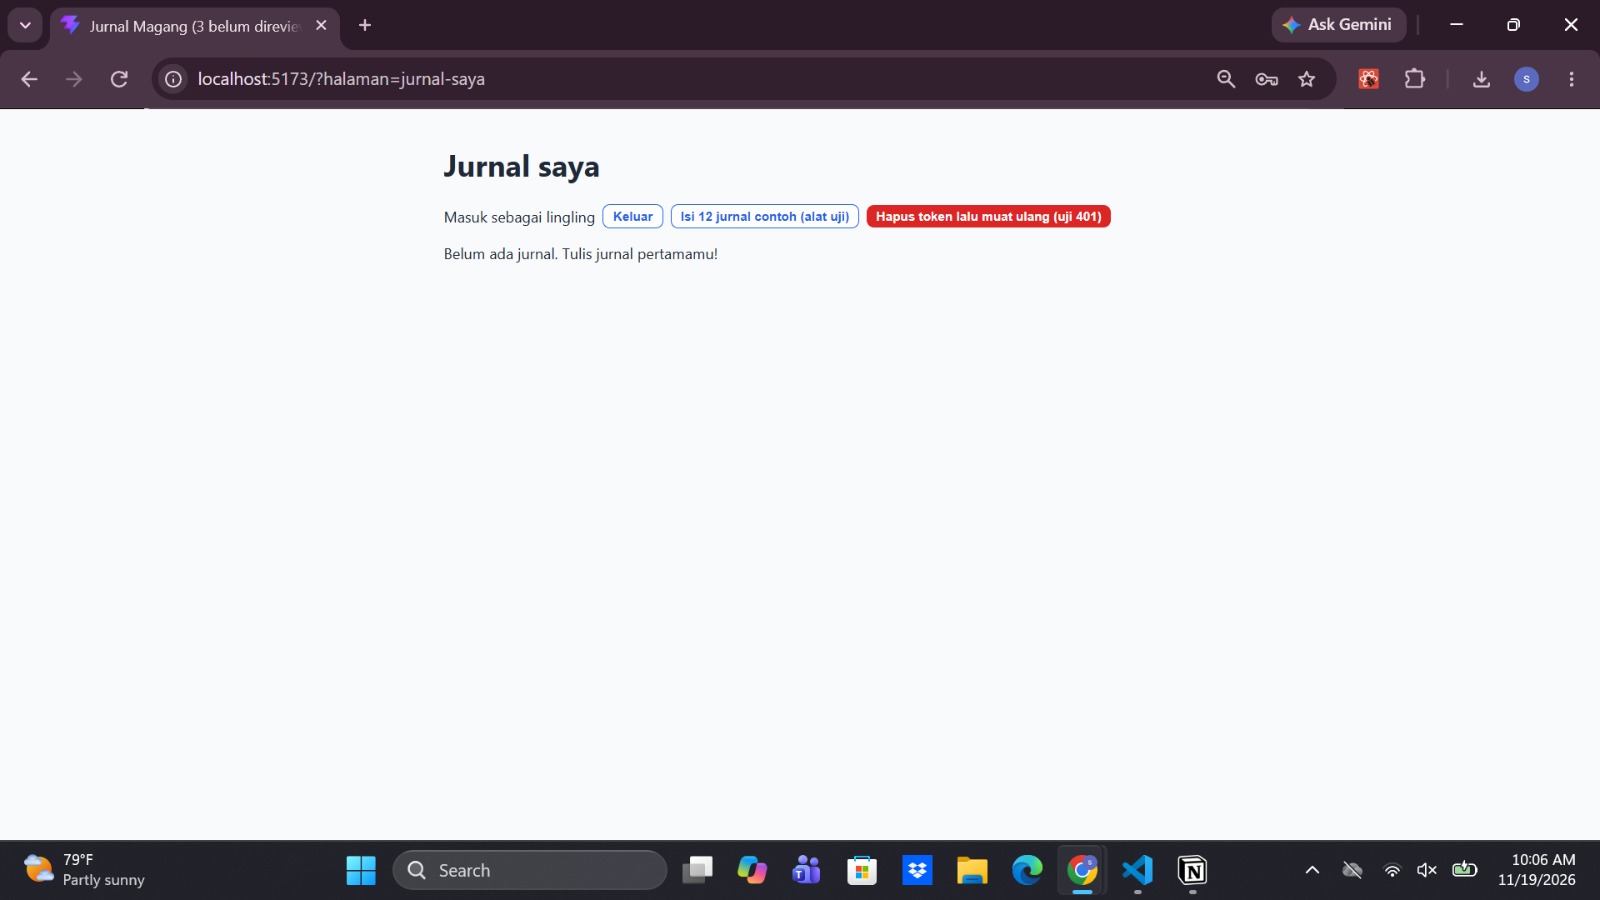 Jurnal Magang (3 belum direvie
Ask Gemini
localhost:5173/?halaman=jurnal-saya
S
Jurnal saya
Masuk sebagai lingling Keluar Isi 12 jurnal contoh (alat uji) Hapus token lalu muat ulang (uji 401)
Belum ada jurnal. Tulis jurnal pertamamu!
79°F
Partly sunny
Search
10:06 AM
11/19/2026